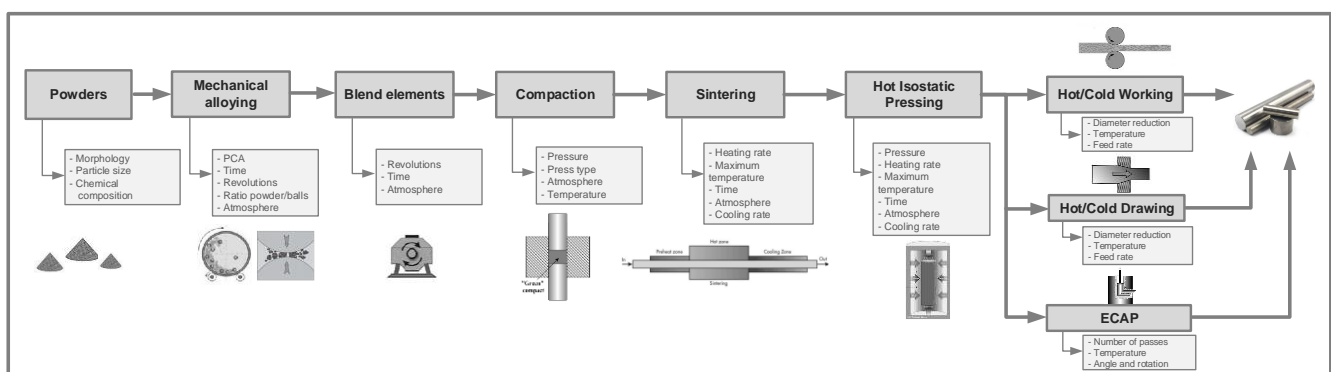 Powders
- Morphology
- Particle size
- Chemical
composition
Mechanical
alloying
- PCA
- Time
- Revolutions
- Ratio powder/balls
- Atmosphere
Blend elements
- Revolutions
- Time
- Atmosphere
Compaction
- Pressure
- Press type
- Atmosphere
- Temperature
"Green"
compact
Sintering
- Heating rate
- Maximum
temperature
- Time
- Atmosphere
- Cooling rate
Hot zone
Preheat zone
Cooling Zone
In
Out
Sintering
Hot Isostatic
Pressing
- Pressure
- Heating rate
- Maximum
temperature
- Time
- Atmosphere
- Cooling rate
Hot/Cold Working
- Diameter reduction
- Temperature
- Feed rate
Hot/Cold Drawing
- Diameter reduction
- Temperature
- Feed rate
ECAP
- Number of passes
- Temperature
- Angle and rotation